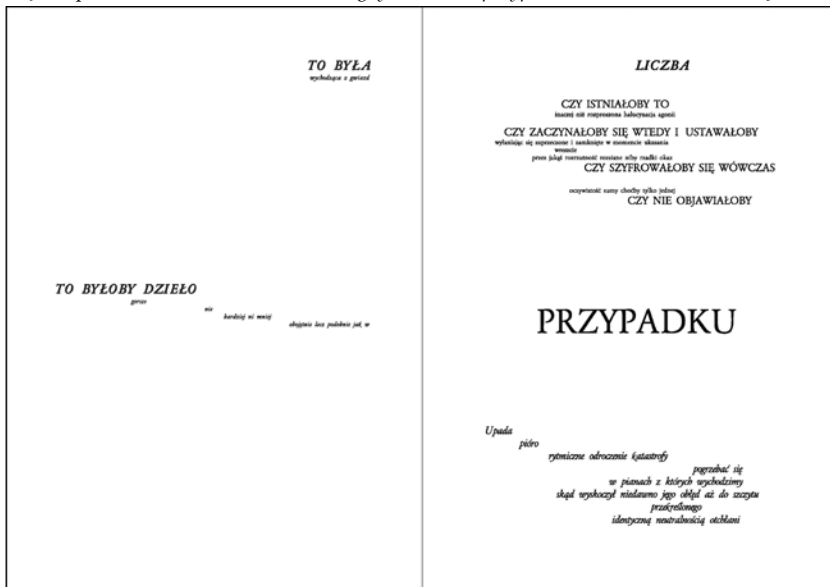 TO BYŁA
wychodząca z gwiazd
TO BYŁOBY DZIEŁO
gorsze
nie
bardziej ni mniej
obojętnie lecz podobnie jak w
LICZBA
CZY ISTNIAŁOBY TO
inaczej niż rozproszona halucynacja agonii
CZY ZACZYNAŁOBY SIĘ WTEDY I USTAWAŁOBY
wyłaniając się zaprzeczone i zamknięte w momencie ukazania
wreszcie
przez jakąś rozrzutność rozsiane niby rzadki okaz
CZY SZYFROWAŁOBY SIĘ WÓWCZAS
oczywistość sumy choćby tylko jednej
CZY NIE OBJAWIAŁOBY
PRZYPADKU
Upada
pióro
rytmiczne odroczenie katastrofy
pogrzebać się
w pianach z których wychodzimy
skąd wyskoczył niedawno jego obłęd aż do szczytu
przekreślonego
identyczną neutralnością otchłani